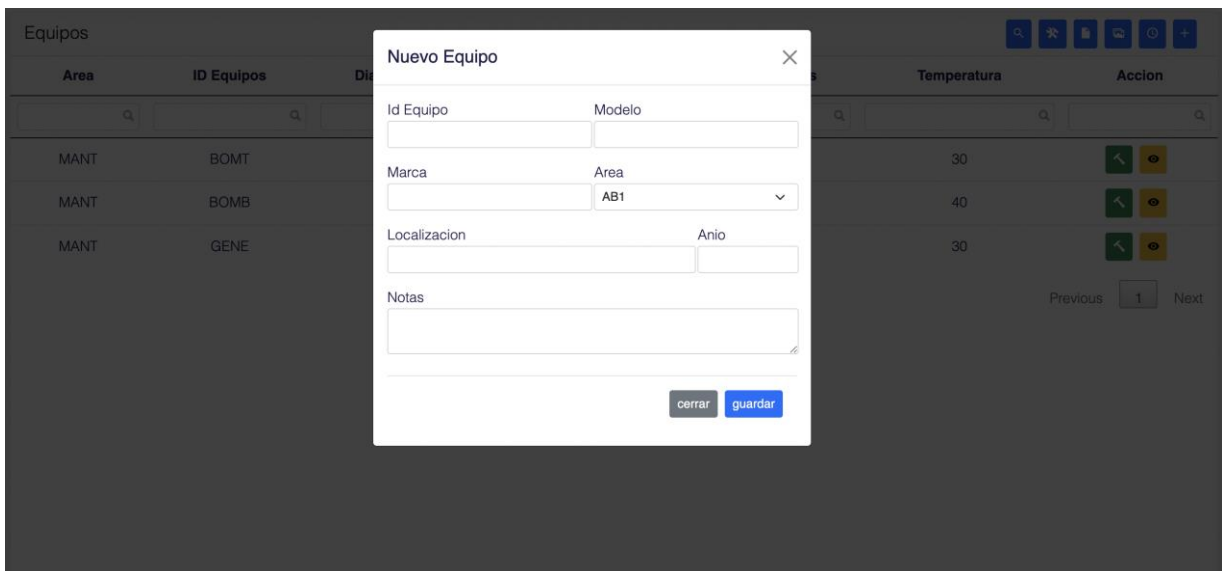 Equipos
Nuevo Equipo
Area ID Equipos Temperatura Accion
Id Equipo Modelo
MANT BOMT 30
Marca Area
AB1
MANT BOMB 40
Localizacion Anio
MANT GENE 30
Notas
Previous 1 Next
cerrar guardar